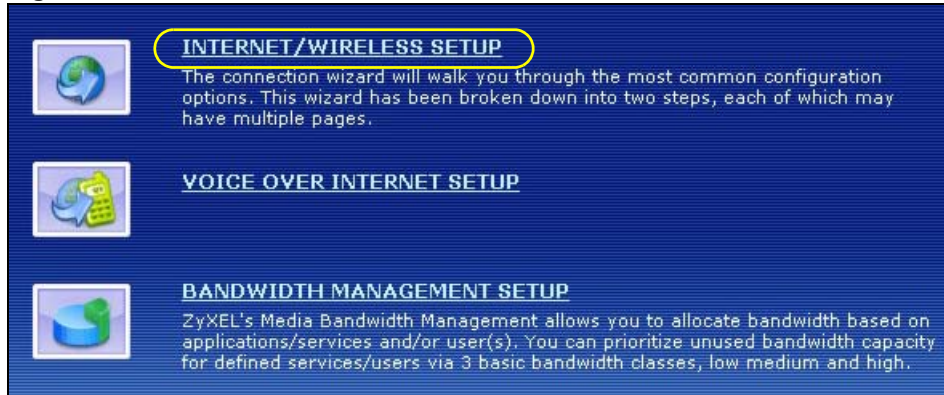 INTERNET/WIRELESS SETUP
The connection wizard will walk you through the most common configuration
options. This wizard has been broken down into two steps, each of which may
have multiple pages.
VOICE OVER INTERNET SETUP
BANDWIDTH MANAGEMENT SETUP
ZyXEL's Media Bandwidth Management allows you to allocate bandwidth based on
applications/services and/or user(s). You can prioritize unused bandwidth capacity
for defined services/users via 3 basic bandwidth classes, low medium and high.